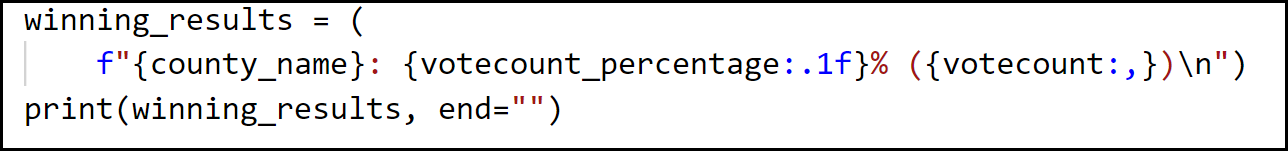 winning_results = (
    f"{county_name}: {votecount_percentage:.1f}% ({votecount:,})\n")
print(winning_results, end="")